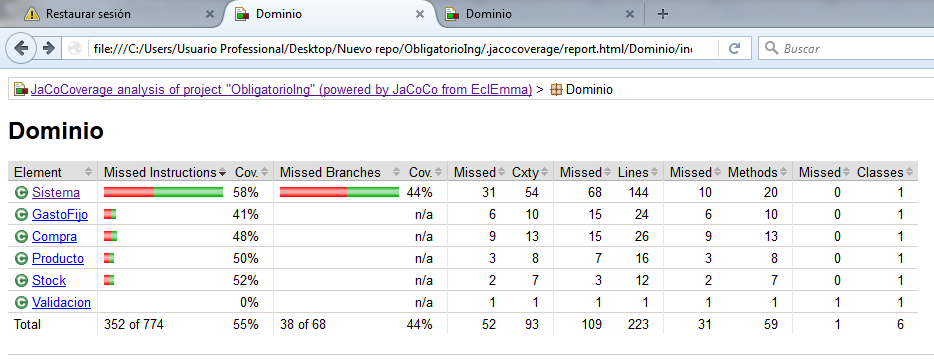 Restaurar sesión
Dominio
Dominio
file:///C:/Users/Usuario Professional/Desktop/Nuevo repo/ObligatorioIng/.jacocoverage/report.html/Dominio/inc
Buscar
JaCoCoverage analysis of project "ObligatorioIng" (powered by JaCoCo from EclEmma) > Dominio
Dominio
Element Missed Instructions Cov. Missed Branches Cov. Missed Cxty Missed Lines Missed Methods Missed Classes
Sistema 58% 44% 31 54 68 144 10 20 0 1
GastoFijo 41% n/a 6 10 15 24 6 10 0 1
Compra 48% n/a 9 13 15 26 9 13 0 1
Producto 50% n/a 3 8 7 16 3 8 0 1
Stock 52% n/a 2 7 3 12 2 7 0 1
Validacion 0% n/a 1 1 1 1 1 1 1 1
Total 352 of 774 55% 38 of 68 44% 52 93 109 223 31 59 1 6